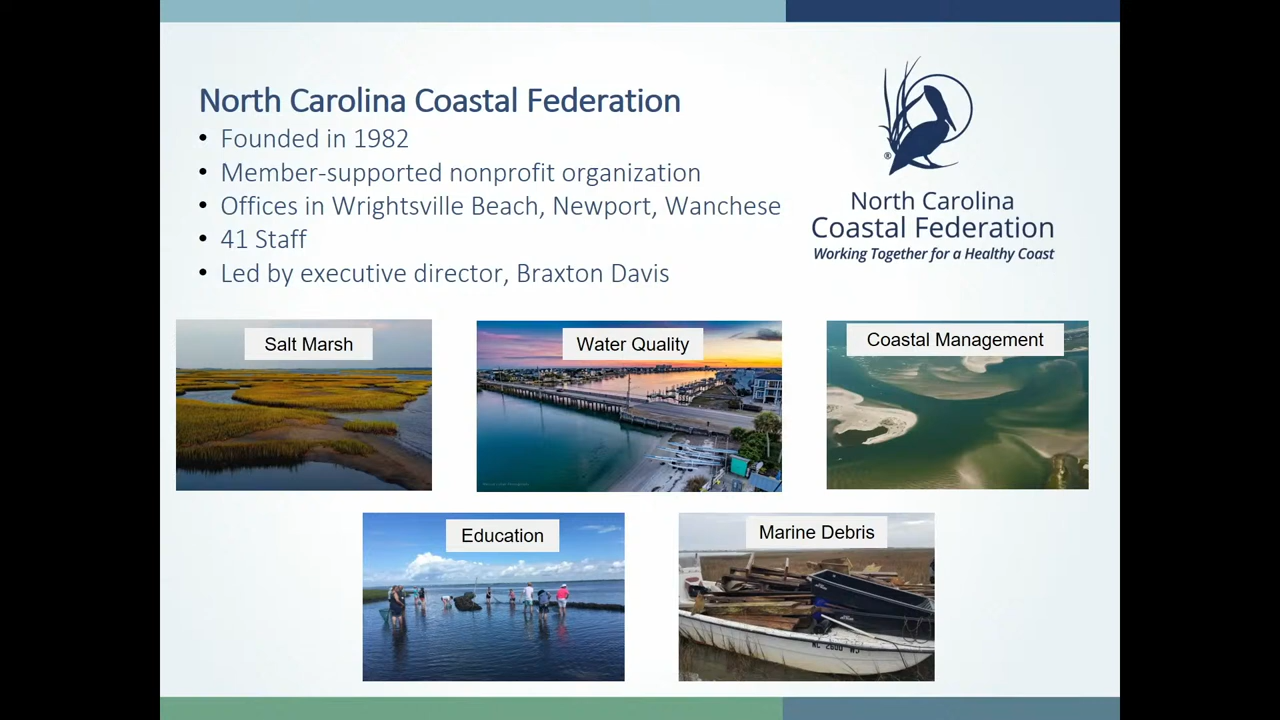 North Carolina Coastal Federation
• Founded in 1982
• Member-supported nonprofit organization
• Offices in Wrightsville Beach, Newport, Wanchese
• 41 Staff
• Led by executive director, Braxton Davis
®
North Carolina
Coastal Federation
Working Together for a Healthy Coast
Salt Marsh
Water Quality
Coastal Management
Education
Marine Debris